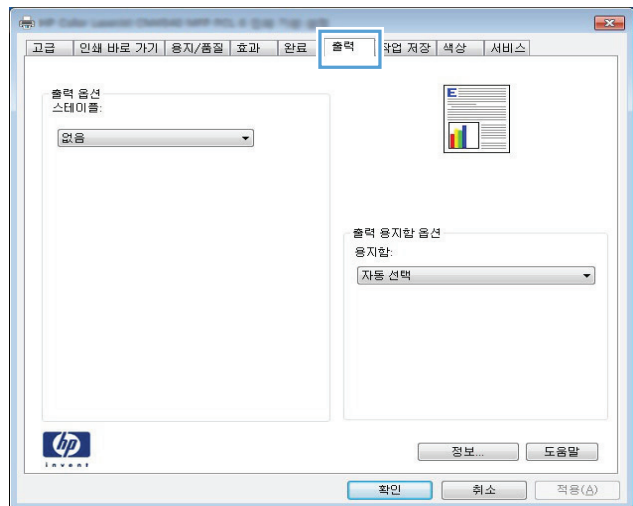 고급 인쇄 바로 가기 용지/품질 효과 완료 출력 작업 저장 색상 서비스
출력 옵션
스테이플:
없음
E
출력 용지함 옵션
용지함:
자동 선택
hp
invent
정보... 도움말
확인 취소 적용(A)